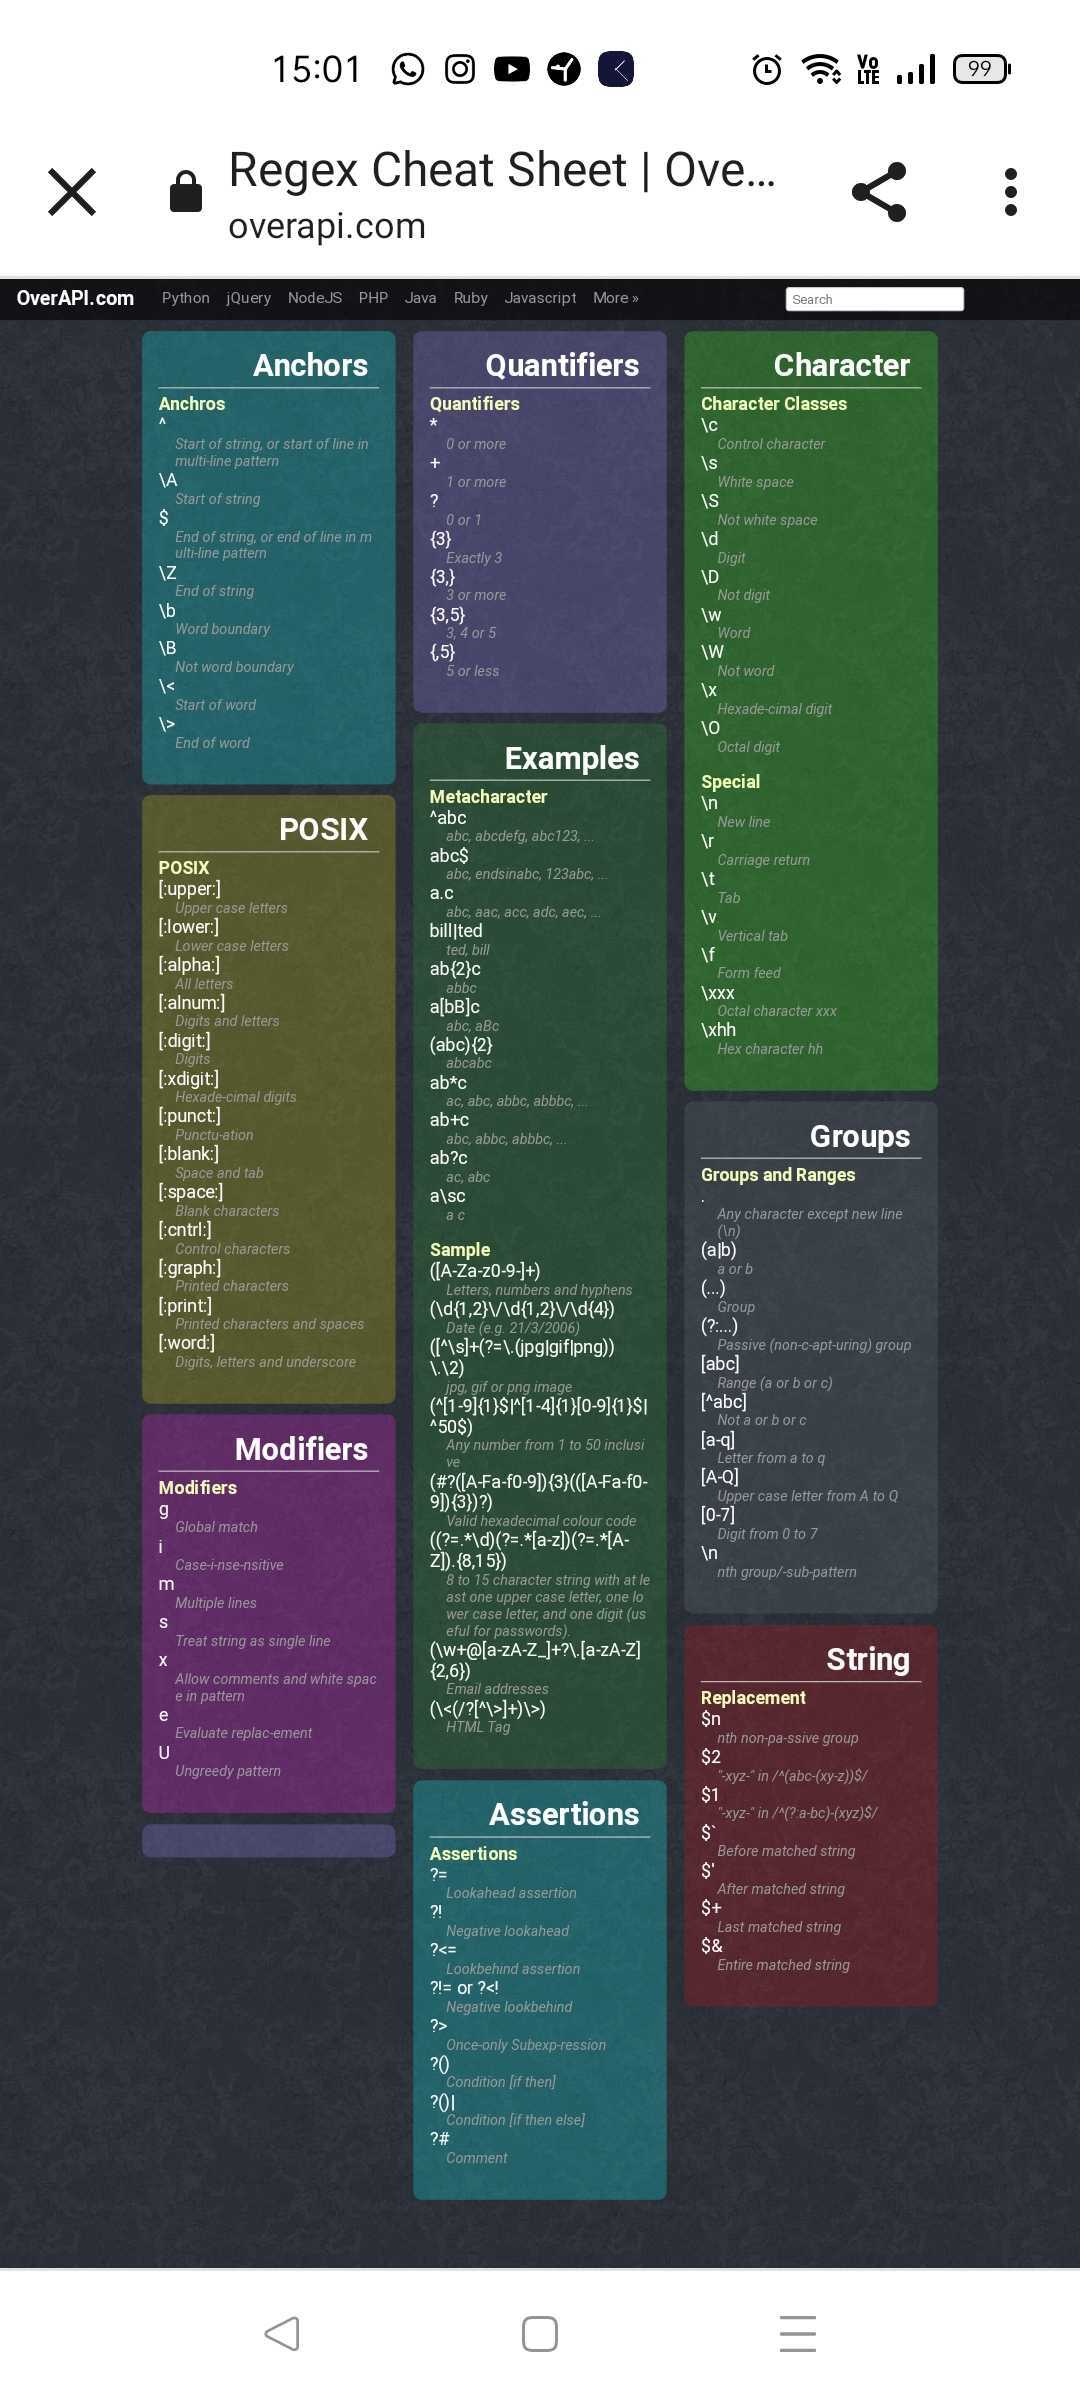 15:01
Vo
LTE
99
Regex Cheat Sheet | Ove...
overapi.com
OverAPI.com Python jQuery NodeJS PHP Java Ruby Javascript More » Search
Anchors
Anchros
^
Start of string, or start of line in
multi-line pattern
\A
Start of string
$
End of string, or end of line in m
ulti-line pattern
\Z
End of string
\b
Word boundary
\B
Not word boundary
\<
Start of word
\>
End of word
POSIX
POSIX
[:upper:]
Upper case letters
[:lower:]
Lower case letters
[:alpha:]
All letters
[:alnum:]
Digits and letters
[:digit:]
Digits
[:xdigit:]
Hexade-cimal digits
[:punct:]
Punctu-ation
[:blank:]
Space and tab
[:space:]
Blank characters
[:cntrl:]
Control characters
[:graph:]
Printed characters
[:print:]
Printed characters and spaces
[:word:]
Digits, letters and underscore
Modifiers
Modifiers
g
Global match
i
Case-i-nse-nsitive
m
Multiple lines
s
Treat string as single line
x
Allow comments and white spac
e in pattern
e
Evaluate replac-ement
U
Ungreedy pattern
Quantifiers
Quantifiers
*
0 or more
+
1 or more
?
0 or 1
{3}
Exactly 3
{3,}
3 or more
{3,5}
3, 4 or 5
{,5}
5 or less
Examples
Metacharacter
^abc
abc, abcdefg, abc123, ...
abc$
abc, endsinabc, 123abc, ...
a.c
abc, aac, acc, adc, aec, ...
bill|ted
ted, bill
ab{2}c
abbc
a[bB]c
abc, aBc
(abc){2}
abcabc
ab*c
ac, abc, abbc, abbbc, ...
ab+c
abc, abbc, abbbc, ...
ab?c
ac, abc
a\sc
a c
Sample
([A-Za-z0-9-]+)
Letters, numbers and hyphens
(\d{1,2}\/\d{1,2}\/\d{4})
Date (e.g. 21/3/2006)
([^\s]+(?=\.(jpg|gif|png))
\.\2)
jpg, gif or png image
(^[1-9]{1}$|^[1-4]{1}[0-9]{1}$|
^50$)
Any number from 1 to 50 inclusi
ve
(#?([A-Fa-f0-9]){3}(([A-Fa-f0-
9]){3})?)
Valid hexadecimal colour code
((?=.*\d)(?=.*[a-z])(?=.*[A-
Z]).{8,15})
8 to 15 character string with at le
ast one upper case letter, one lo
wer case letter, and one digit (us
eful for passwords).
(\w+@[a-zA-Z_]+?\.[a-zA-Z]
{2,6})
Email addresses
(\<(/?[^\>]+)\>)
HTML Tag
Assertions
Assertions
?=
Lookahead assertion
?!
Negative lookahead
?<=
Lookbehind assertion
?!= or ?<!
Negative lookbehind
?>
Once-only Subexp-ression
?()
Condition [if then]
?()|
Condition [if then else]
?#
Comment
Character
Character Classes
\c
Control character
\s
White space
\S
Not white space
\d
Digit
\D
Not digit
\w
Word
\W
Not word
\x
Hexade-cimal digit
\O
Octal digit
Special
\n
New line
\r
Carriage return
\t
Tab
\v
Vertical tab
\f
Form feed
\xxx
Octal character xxx
\xhh
Hex character hh
Groups
Groups and Ranges
.
Any character except new line
(\n)
(a|b)
a or b
(...)
Group
(?:...)
Passive (non-c-apt-uring) group
[abc]
Range (a or b or c)
[^abc]
Not a or b or c
[a-q]
Letter from a to q
[A-Q]
Upper case letter from A to Q
[0-7]
Digit from 0 to 7
\n
nth group/-sub-pattern
String
Replacement
$n
nth non-pa-ssive group
$2
"-xyz-" in /^(abc-(xy-z))$/
$1
"-xyz-" in /^(?:a-bc)-(xyz)$/
$`
Before matched string
$'
After matched string
$+
Last matched string
$&
Entire matched string